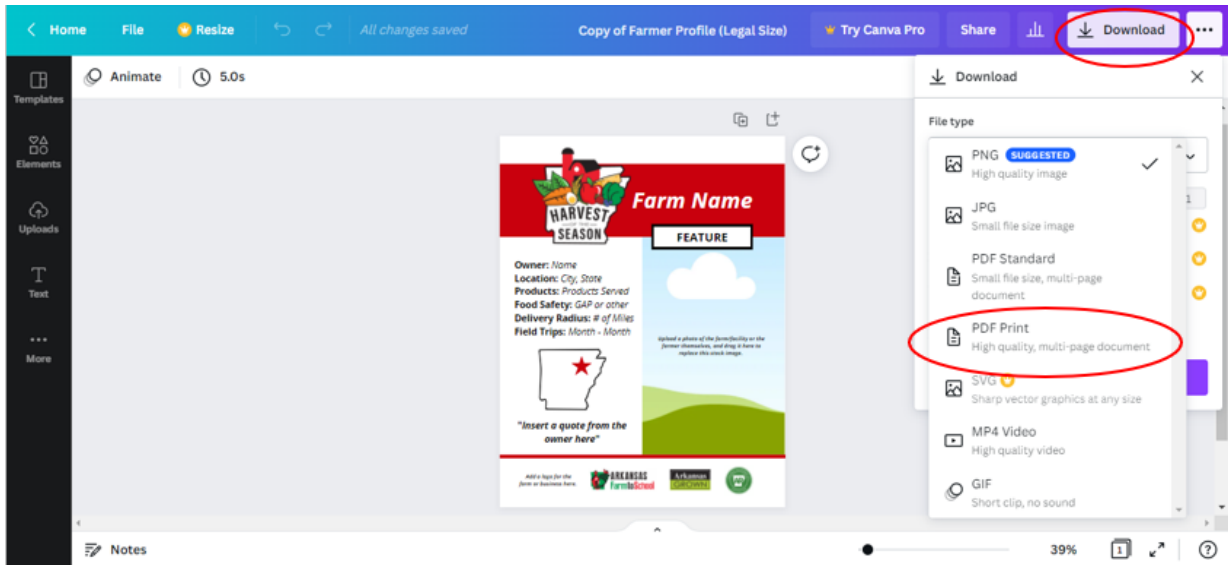 Home File Resize All changes saved Copy of Farmer Profile (Legal Size) Try Canva Pro Share Download
Templates
Elements
Uploads
Text
More
Animate 5.0s
HARVEST
SEASON
Farm Name
FEATURE
Owner: Name
Location: City, State
Products: Products Served
Food Safety: GAP or other
Delivery Radius: # of Miles
Field Trips: Month - Month
Upload a photo of the farm/facility or the
farmer themselves, and drag it here to
replace this stock image.
"Insert a quote from the
owner here"
Add a logo for the
farm or business here.
ARKANSAS
FarmtoSchool
Arkansas
GROWN
Download
File type
PNG SUGGESTED
High quality image
1
JPG
Small file size image
PDF Standard
Small file size, multi-page
document
PDF Print
High quality, multi-page document
SVG
Sharp vector graphics at any size
MP4 Video
High quality video
GIF
Short clip, no sound
Notes 39% 1